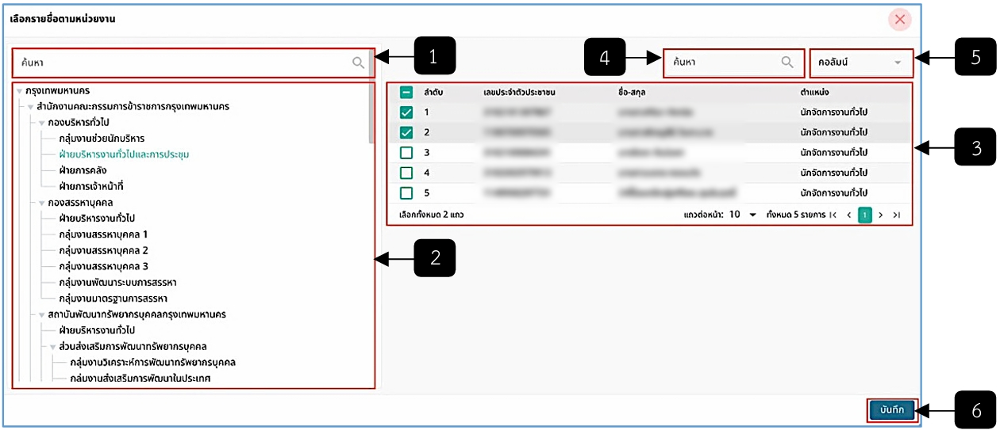 เลือกรายชื่อตามหน่วยงาน
ค้นหา
1
กรุงเทพมหานคร
สำนักงานคณะกรรมการข้าราชการกรุงเทพมหานคร
กองบริหารทั่วไป
กลุ่มงานช่วยนักบริหาร
ฝ่ายบริหารงานทั่วไปและการประชุม
ฝ่ายการคลัง
ฝ่ายการเจ้าหน้าที่
กองสรรหาบุคคล
ฝ่ายบริหารงานทั่วไป
กลุ่มงานสรรหาบุคคล 1
กลุ่มงานสรรหาบุคคล 2
กลุ่มงานสรรหาบุคคล 3
กลุ่มงานพัฒนาระบบการสรรหา
กลุ่มงานมาตรฐานการสรรหา
สถาบันพัฒนาทรัพยากรบุคคลกรุงเทพมหานคร
ฝ่ายบริหารงานทั่วไป
ส่วนส่งเสริมการพัฒนาทรัพยากรบุคคล
กลุ่มงานวิเคราะห์การพัฒนาทรัพยากรบุคคล
กลุ่มงานส่งเสริมการพัฒนาในประเทศ
2
4
ค้นหา
คอลัมน์
5
ลำดับ เลขประจำตัวประชาชน ชื่อ-สกุล ตำแหน่ง
1 นักจัดการงานทั่วไป
2 นักจัดการงานทั่วไป
3 นักจัดการงานทั่วไป
4 นักจัดการงานทั่วไป
5 นักจัดการงานทั่วไป
เลือกทั้งหมด 2 แถว แถวต่อหน้า: 10 ทั้งหมด 5 รายการ 1
3
บันทึก
6